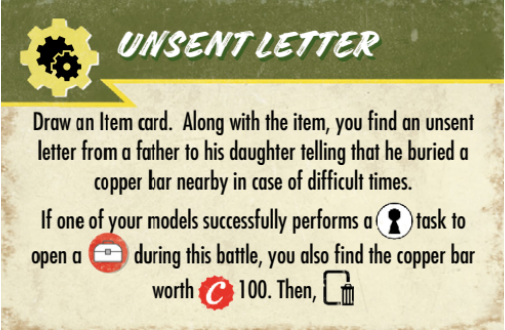 UNSENT LETTER
Draw an Item card. Along with the item, you find an unsent
letter from a father to his daughter telling that he buried a
copper bar nearby in case of difficult times.
If one of your models successfully performs a task to
open a during this battle, you also find the copper bar
worth C 100. Then,